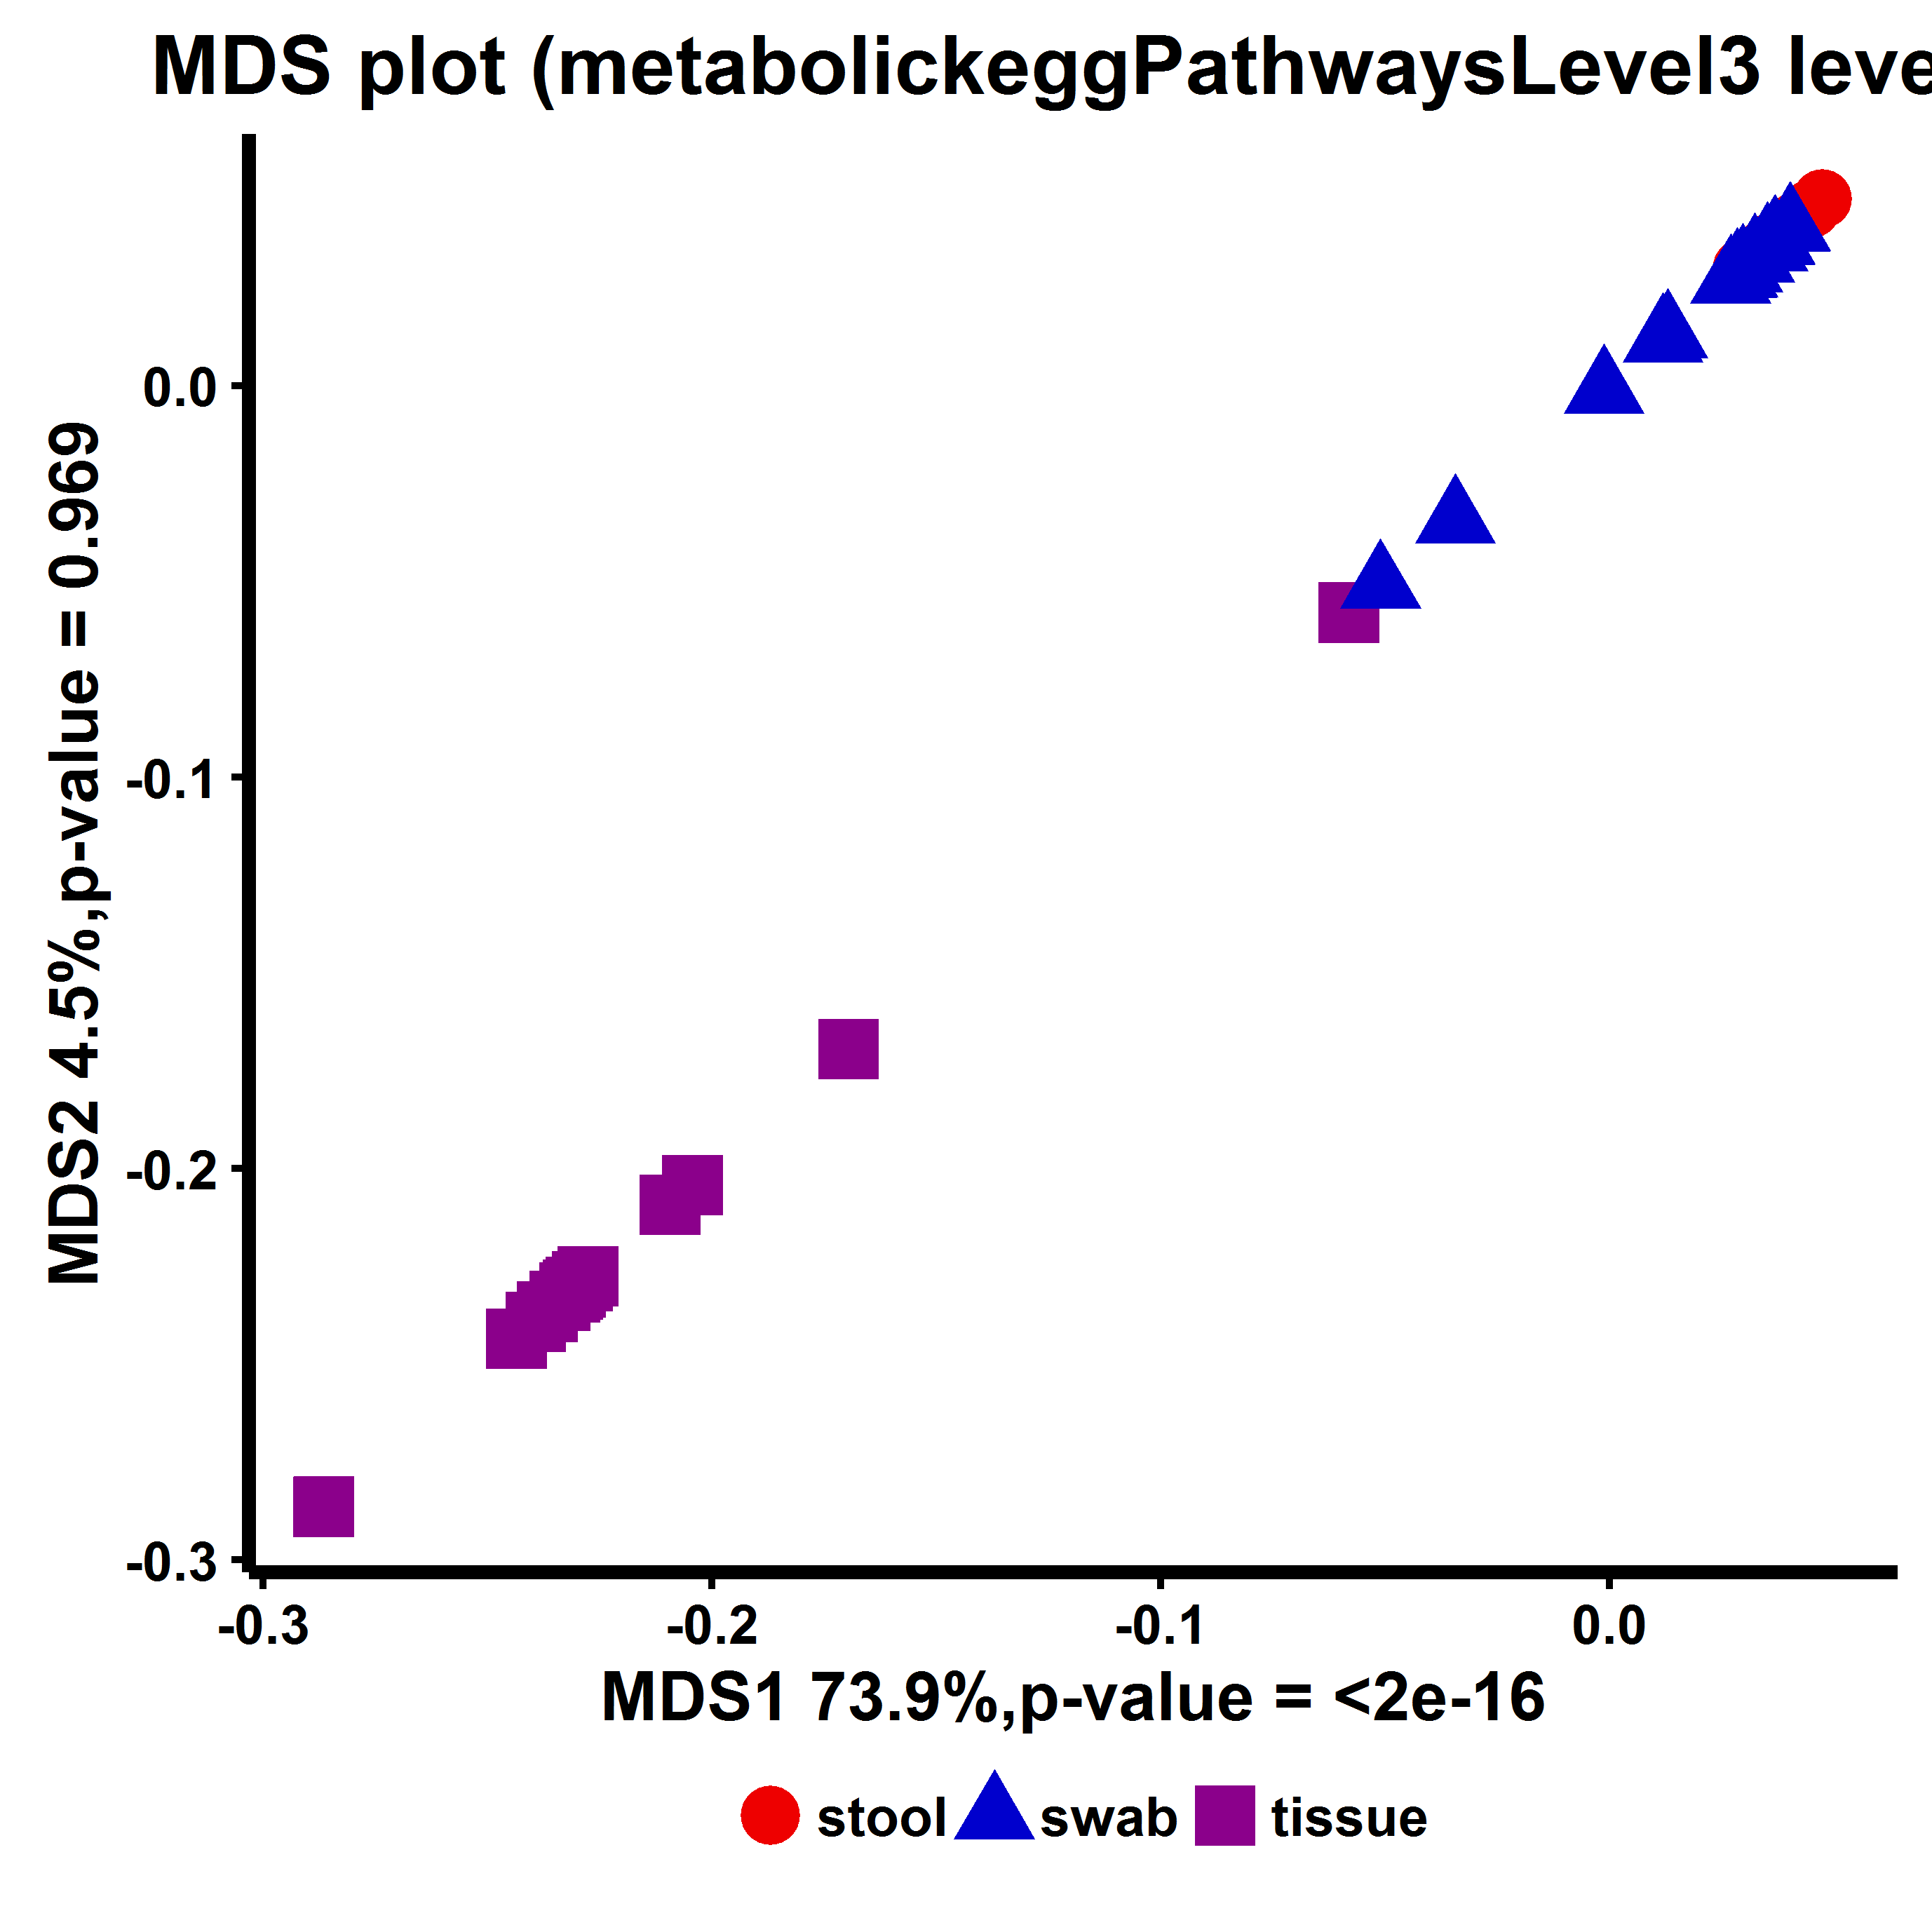 MDS plot (metabolickeggPathwaysLevel3 leve
MDS2 4.5%,p-value = 0.969
0.0
-0.1
-0.2
-0.3
-0.3 -0.2 -0.1 0.0
MDS1 73.9%,p-value = <2e-16
stool swab tissue